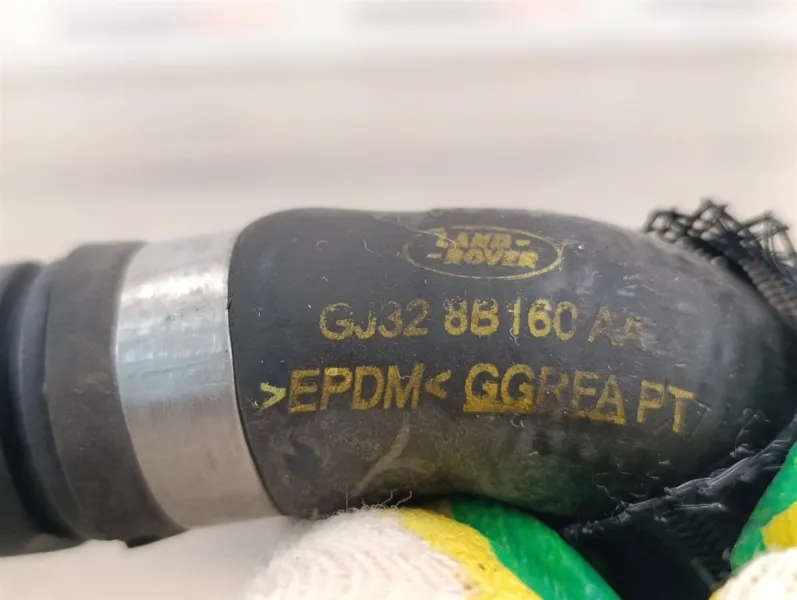 LAND-
-ROVER
GJ32 8B160 AA
>EPDM< GGREA PT